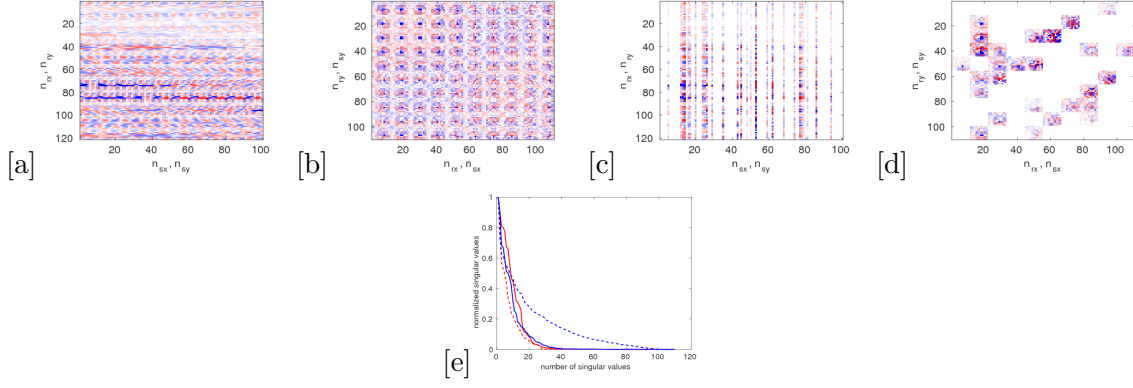 20
40
60
80
100
120
n_rx, n_ry
20 40 60 80 100
n_sx, n_sy
[a]
20
40
60
80
100
n_ry, n_sy
20 40 60 80 100
n_rx, n_sx
[b]
20
40
60
80
100
120
n_rx, n_ry
20 40 60 80 100
n_sx, n_sy
[c]
20
40
60
80
100
n_ry, n_sy
20 40 60 80 100
n_rx, n_sx
[d]
1
0.8
0.6
0.4
0.2
0
normalized singular values
0 20 40 60 80 100 120
number of singular values
[e]